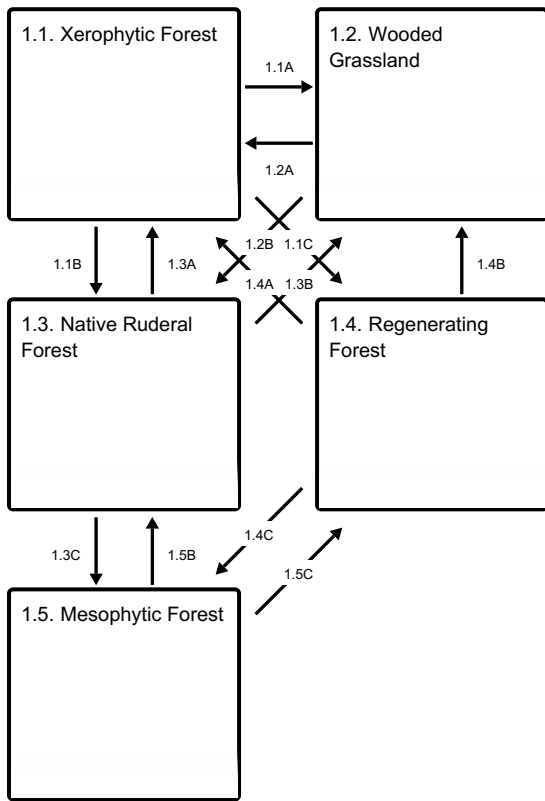 1.1. Xerophytic Forest
1.2. Wooded
Grassland
1.1A
1.2A
1.1B
1.3A
1.2B
1.1C
1.4B
1.4A
1.3B
1.3. Native Ruderal
Forest
1.4. Regenerating
Forest
1.3C
1.5B
1.4C
1.5C
1.5. Mesophytic Forest